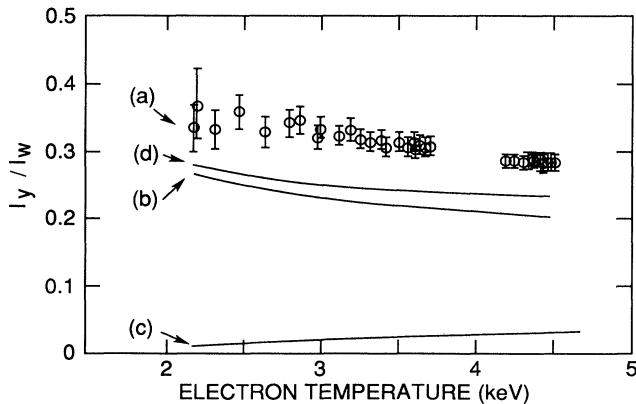 0.5
0.4
(a)
0.3
(d)
(b)
0.2
0.1
(c)
0
I_y / I_w
2 3 4 5
ELECTRON TEMPERATURE (keV)